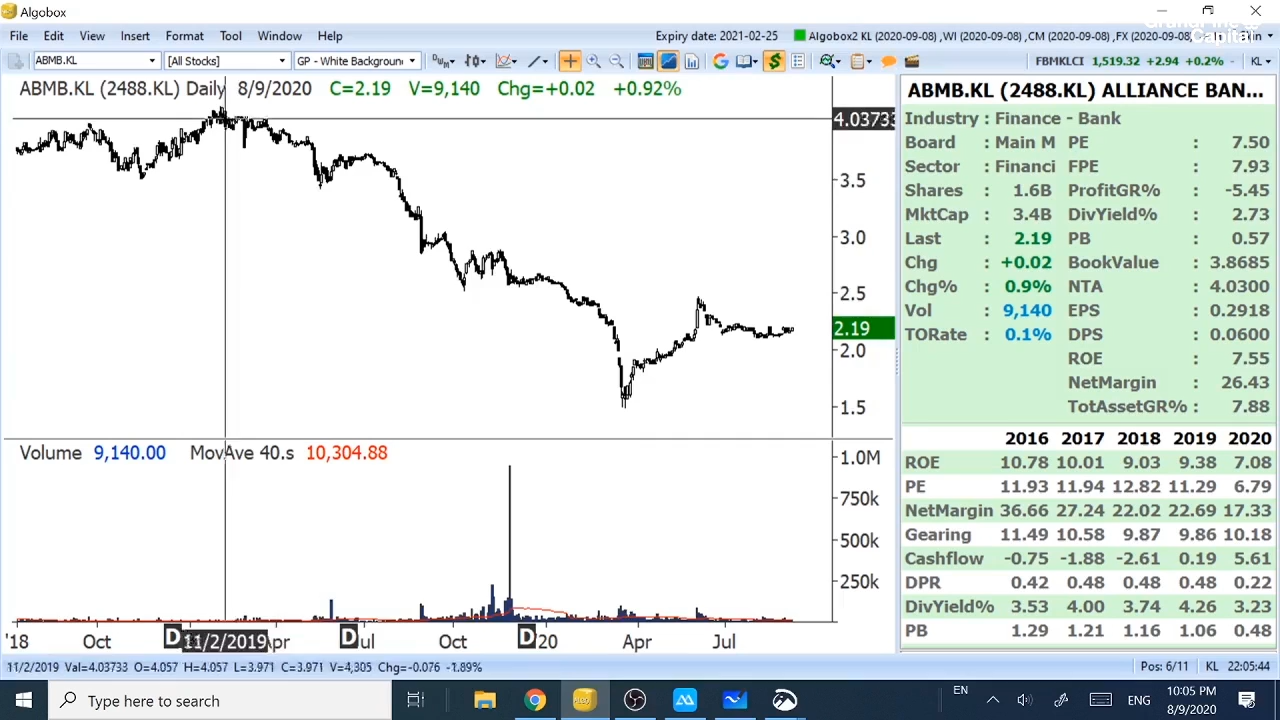 Algobox
File Edit View Insert Format Tool Window Help
Expiry date: 2021-02-25
Algobox2 KL (2020-09-08) ,WI (2020-09-08) ,CM (2020-09-08) ,FX (2020-09-08)
Capital
ABMB.KL [All Stocks] GP - White Background
FBMKLCI 1,519.32 +2.94 +0.2% - KL
ABMB.KL (2488.KL) Daily 8/9/2020 C=2.19 V=9,140 Chg=+0.02 +0.92%
4.03733
3.5
3.0
2.5
2.19
2.0
1.5
Volume 9,140.00 MovAve 40.s 10,304.88
1.0M
750k
500k
250k
'18 Oct D 11/2/2019 Apr D Jul Oct D 20 Apr Jul
ABMB.KL (2488.KL) ALLIANCE BAN...
Industry : Finance - Bank
Board : Main M PE : 7.50
Sector : Financi FPE : 7.93
Shares : 1.6B ProfitGR% : -5.45
MktCap : 3.4B DivYield% : 2.73
Last : 2.19 PB : 0.57
Chg : +0.02 BookValue : 3.8685
Chg% : 0.9% NTA : 4.0300
Vol : 9,140 EPS : 0.2918
TORate : 0.1% DPS : 0.0600
ROE : 7.55
NetMargin : 26.43
TotAssetGR% : 7.88
2016 2017 2018 2019 2020
ROE 10.78 10.01 9.03 9.38 7.08
PE 11.93 11.94 12.82 11.29 6.79
NetMargin 36.66 27.24 22.02 22.69 17.33
Gearing 11.49 10.58 9.87 9.86 10.18
Cashflow -0.75 -1.88 -2.61 0.19 5.61
DPR 0.42 0.48 0.48 0.48 0.22
DivYield% 3.53 4.00 3.74 4.26 3.23
PB 1.29 1.21 1.16 1.06 0.48
11/2/2019 Val=4.03733 O=4.057 H=4.057 L=3.971 C=3.971 V=4,305 Chg=-0.076 -1.89%
Pos: 6/11 KL 22:05:44
Type here to search
EN
ENG
10:05 PM
8/9/2020